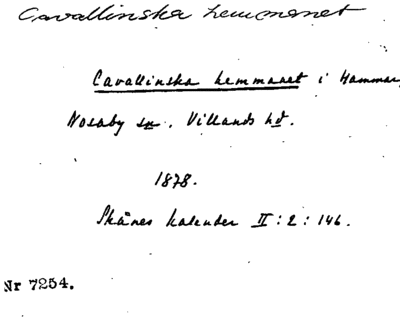 Cavallinska hemmanet
Cavallinska hemmanet i Hammar,
Nosaby sn. Villands hd.
1878.
Skånes kalender II: 2: 146.
Nr 7254.